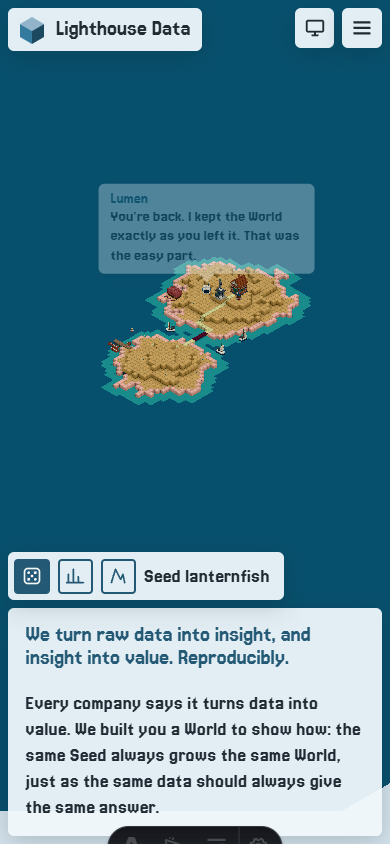 Lighthouse Data
Lumen
You're back. I kept the World
exactly as you left it. That was
the easy part.
Seed lanternfish
We turn raw data into insight, and
insight into value. Reproducibly.
Every company says it turns data into
value. We built you a World to show how: the
same Seed always grows the same World,
just as the same data should always give
the same answer.